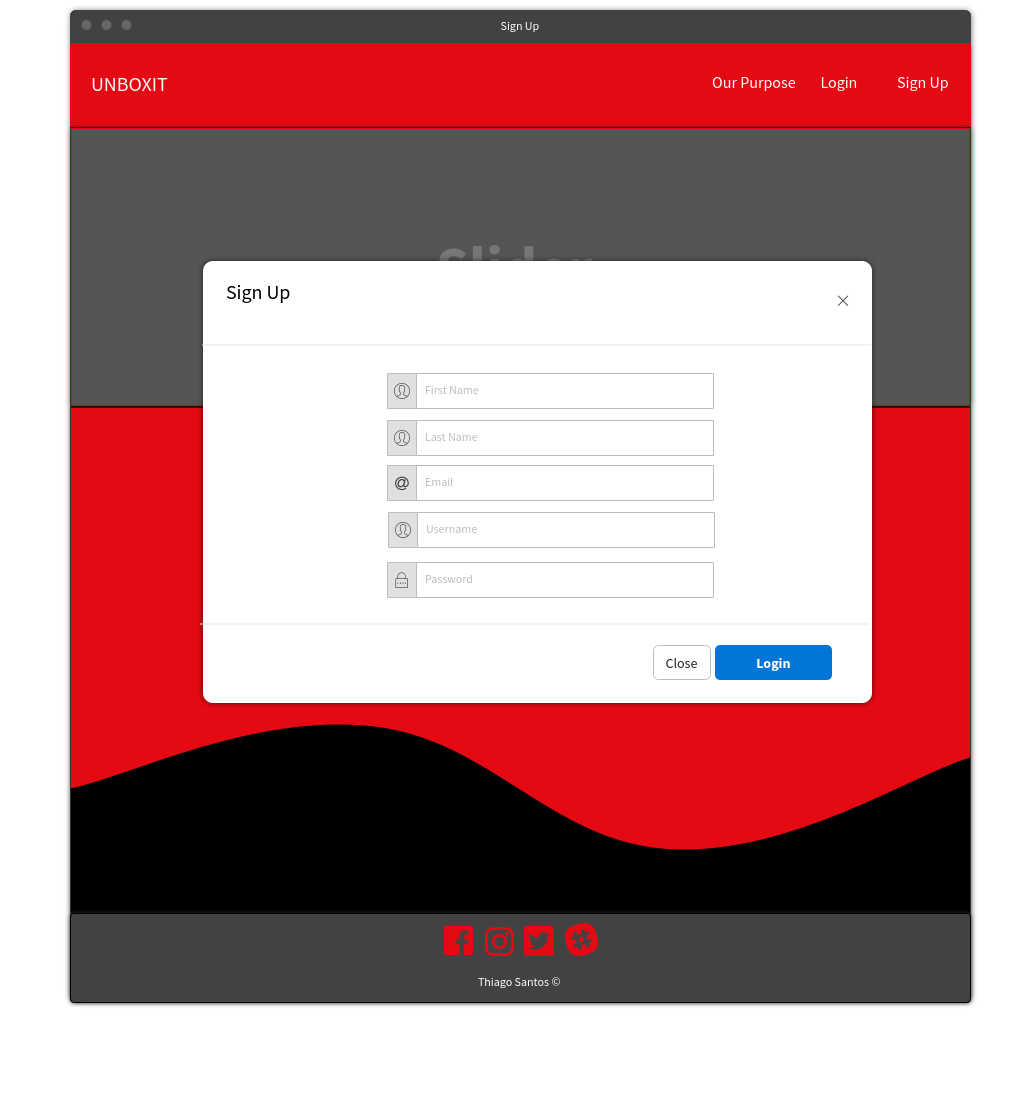 Sign Up
UNBOXIT
Our Purpose Login Sign Up
Slider
Sign Up
First Name
Last Name
@ Email
Username
Password
Close Login
Thiago Santos ©